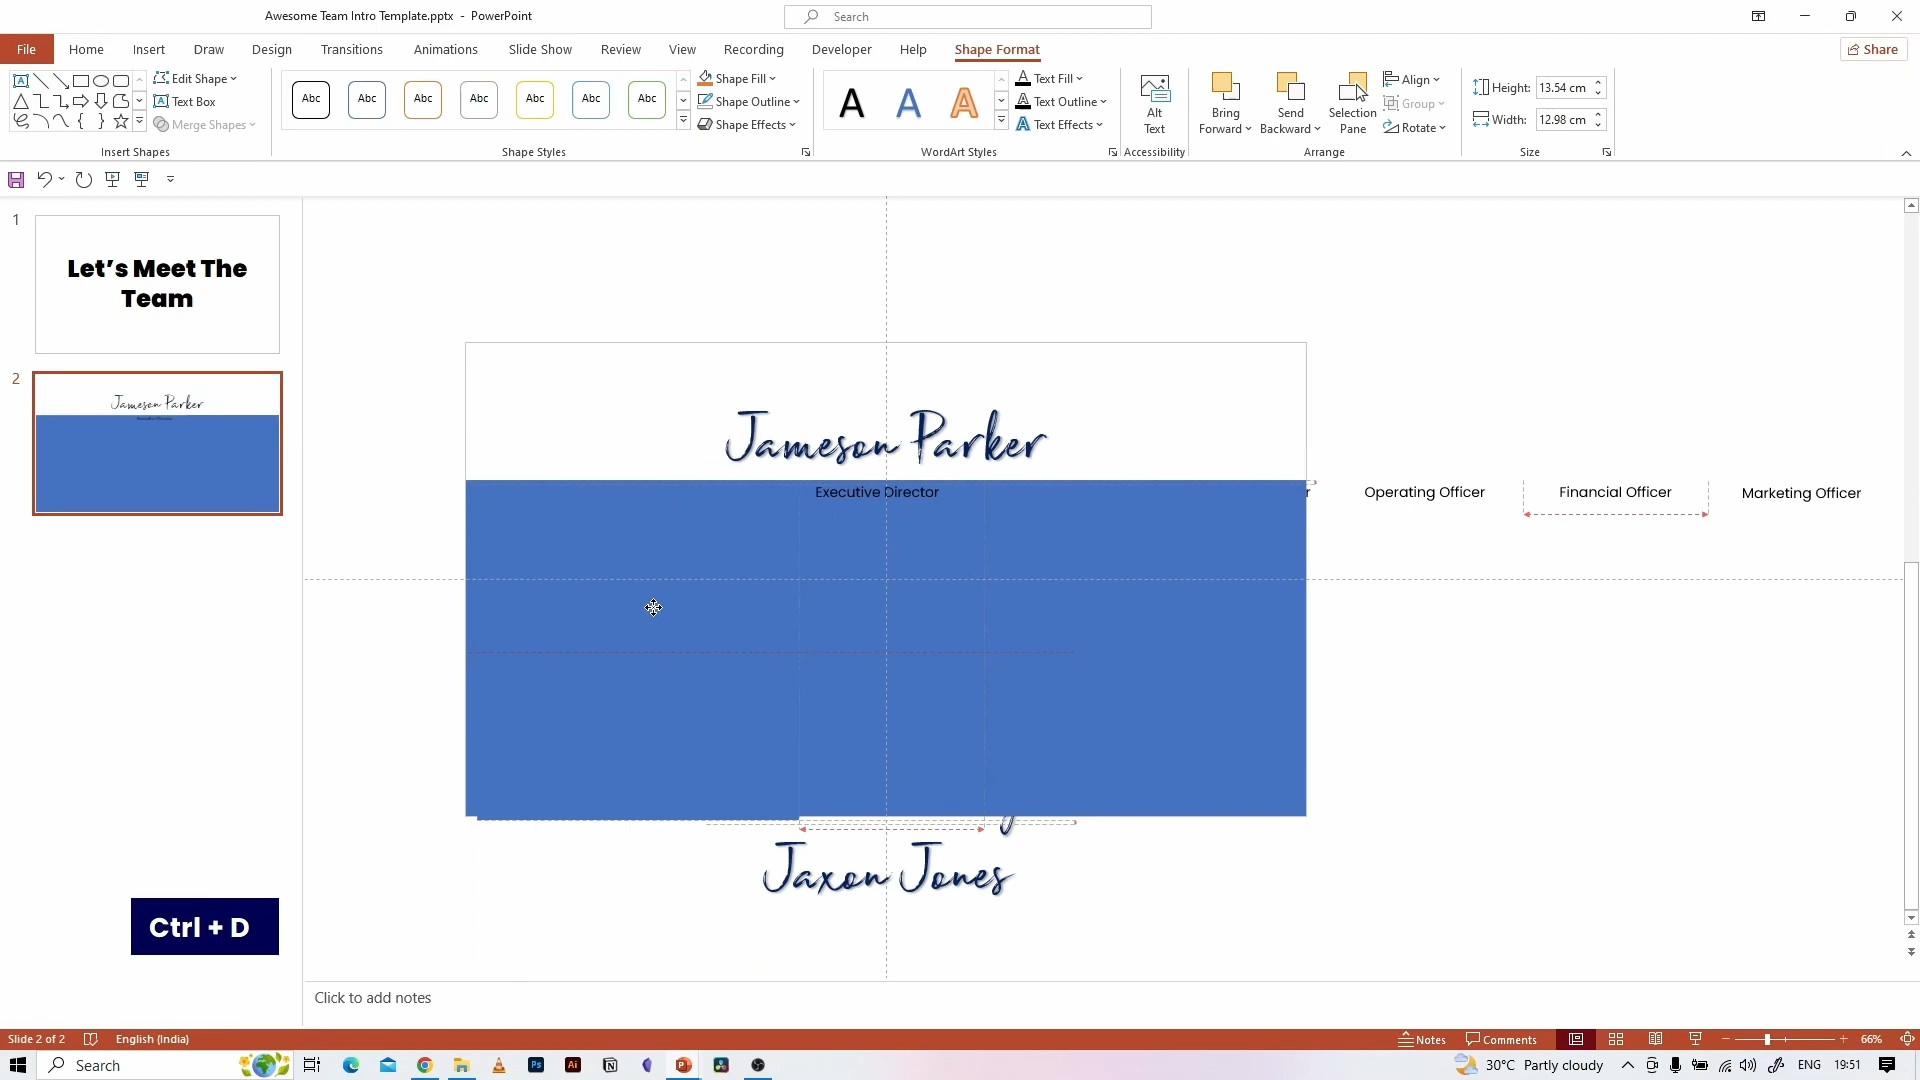 Awesome Team Intro Template.pptx - PowerPoint
Search
File Home Insert Draw Design Transitions Animations Slide Show Review View Recording Developer Help Shape Format
Share
Edit Shape
Text Box
Merge Shapes
Insert Shapes
Abc Abc Abc Abc Abc Abc Abc
Shape Fill
Shape Outline
Shape Effects
Shape Styles
A A A
Text Fill
Text Outline
Text Effects
WordArt Styles
Alt
Text
Accessibility
Bring
Forward
Send
Backward
Selection
Pane
Align
Group
Rotate
Arrange
Height: 13.54 cm
Width: 12.98 cm
Size
1
Let's Meet The
Team
2
Jameson Parker
Executive Director
Jameson Parker
Executive Director
r
Operating Officer
Financial Officer
Marketing Officer
Jaxon Jones
Ctrl + D
Click to add notes
Slide 2 of 2
English (India)
Notes
Comments
66%
Search
Ps
Ai
30°C Partly cloudy
ENG
19:51